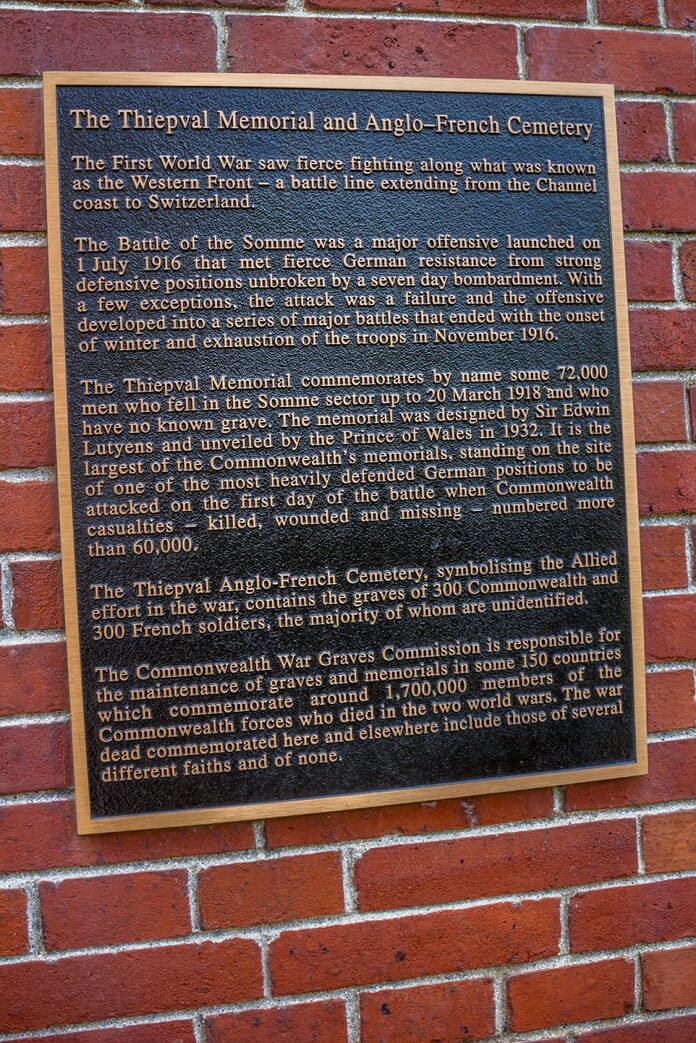 The Thiepval Memorial and Anglo–French Cemetery
The First World War saw fierce fighting along what was known
as the Western Front – a battle line extending from the Channel
coast to Switzerland.
The Battle of the Somme was a major offensive launched on
1 July 1916 that met fierce German resistance from strong
defensive positions unbroken by a seven day bombardment. With
a few exceptions, the attack was a failure and the offensive
developed into a series of major battles that ended with the onset
of winter and exhaustion of the troops in November 1916.
The Thiepval Memorial commemorates by name some 72,000
men who fell in the Somme sector up to 20 March 1918 and who
have no known grave. The memorial was designed by Sir Edwin
Lutyens and unveiled by the Prince of Wales in 1932. It is the
largest of the Commonwealth's memorials, standing on the site
of one of the most heavily defended German positions to be
attacked on the first day of the battle when Commonwealth
casualties – killed, wounded and missing – numbered more
than 60,000.
The Thiepval Anglo-French Cemetery, symbolising the Allied
effort in the war, contains the graves of 300 Commonwealth and
300 French soldiers, the majority of whom are unidentified.
The Commonwealth War Graves Commission is responsible for
the maintenance of graves and memorials in some 150 countries
which commemorate around 1,700,000 members of the
Commonwealth forces who died in the two world wars. The war
dead commemorated here and elsewhere include those of several
different faiths and of none.